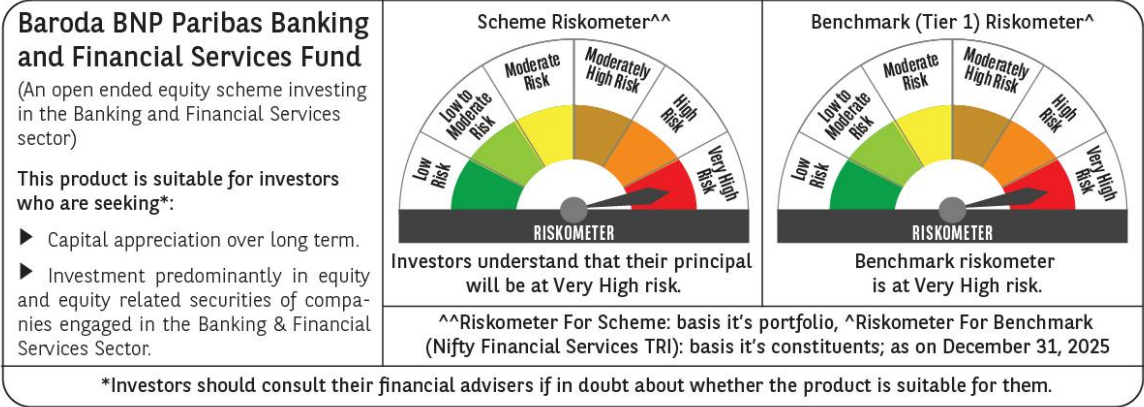 Baroda BNP Paribas Banking
and Financial Services Fund
(An open ended equity scheme investing
in the Banking and Financial Services
sector)
This product is suitable for investors
who are seeking*:
▶ Capital appreciation over long term.
▶ Investment predominantly in equity
and equity related securities of compa-
nies engaged in the Banking & Financial
Services Sector.
Scheme Riskometer^^
Low
Risk
Low to
Moderate
Risk
Moderate
Risk
Moderately
High Risk
High
Risk
Very High
Risk
RISKOMETER
Investors understand that their principal
will be at Very High risk.
Benchmark (Tier 1) Riskometer^
Low
Risk
Low to
Moderate
Risk
Moderate
Risk
Moderately
High Risk
High
Risk
Very High
Risk
RISKOMETER
Benchmark riskometer
is at Very High risk.
^^Riskometer For Scheme: basis it's portfolio, ^Riskometer For Benchmark
(Nifty Financial Services TRI): basis it's constituents; as on December 31, 2025
*Investors should consult their financial advisers if in doubt about whether the product is suitable for them.